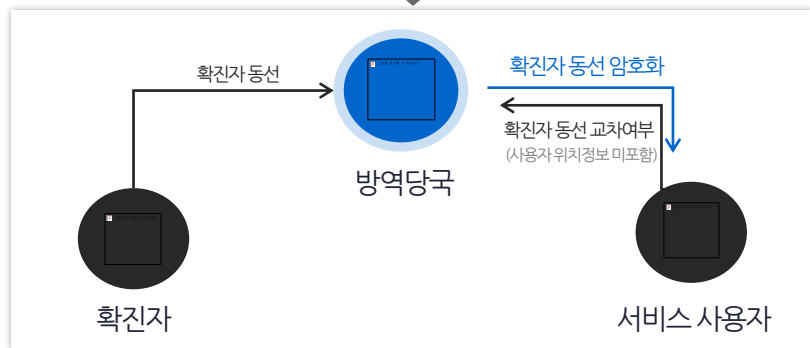 확진자 동선
확진자 동선 암호화
확진자 동선 교차여부
(사용자 위치정보 미포함)
방역당국
확진자
서비스 사용자